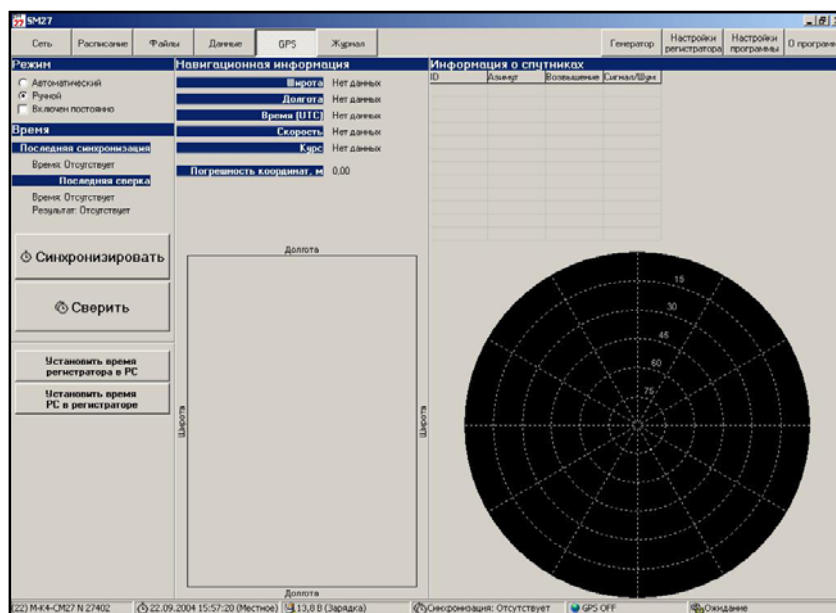 SM27
Сеть Расписание Файлы Данные GPS Журнал Генератор Настройки регистратора Настройки программы О програм
Режим
Автоматический
Ручной
Включен постоянно
Время
Последняя синхронизация
Время: Отсутствует
Последняя сверка
Время: Отсутствует
Результат: Отсутствует
Синхронизировать
Сверить
Установить время
регистратора в PC
Установить время
PC в регистраторе
Навигационная информация
Широта Нет данных
Долгота Нет данных
Время (UTC) Нет данных
Скорость Нет данных
Курс Нет данных
Погрешность координат, м 0,00
Долгота
Широта
Широта
Долгота
Информация о спутниках
ID Азимут Возвышение Сигнал/Шум
15
30
45
60
75
(22) М-К4-СМ27 N 27402 22.09.2004 15:57:20 (Местное) 13,8 В (Зарядка) Синхронизация: Отсутствует GPS OFF Ожидание